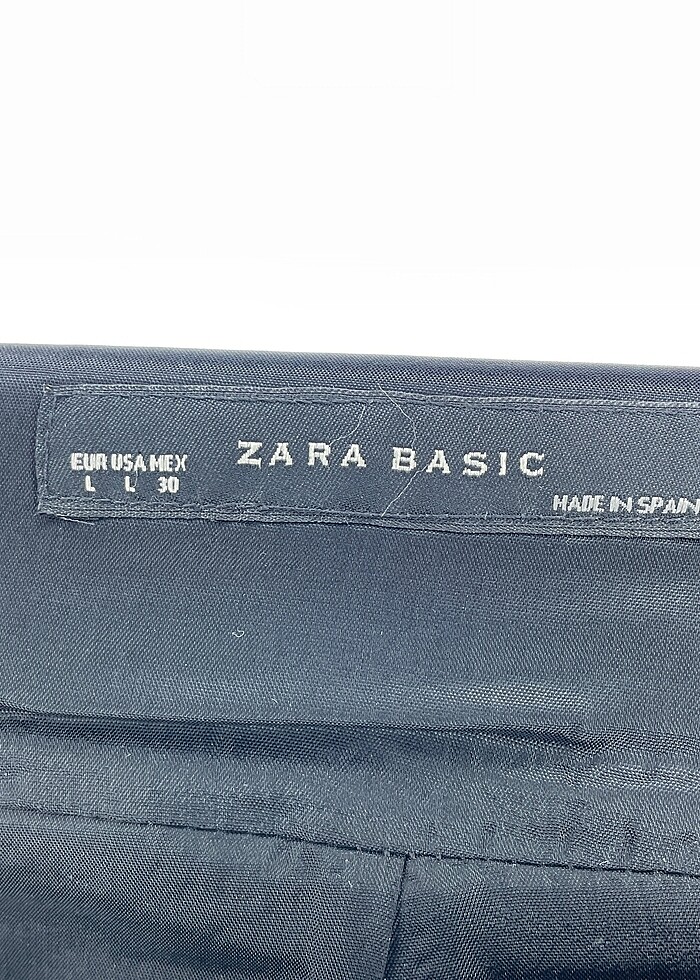 EUR USA MEX
L L 30
ZARA BASIC
MADE IN SPAIN